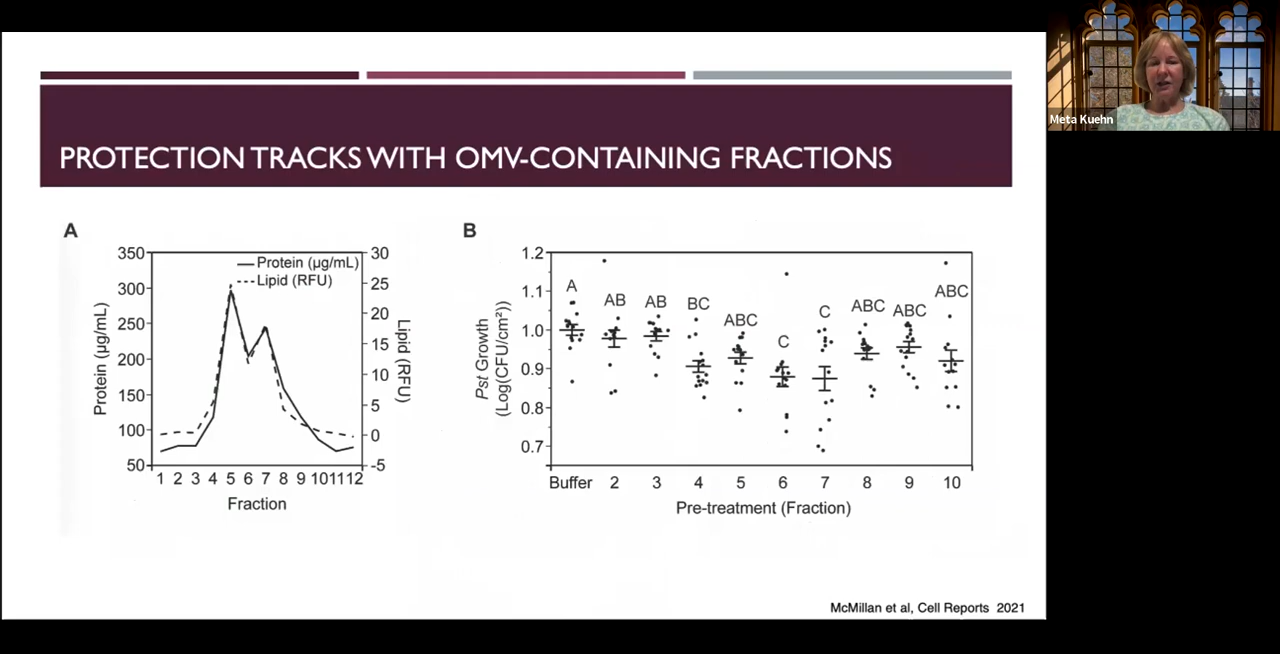 PROTECTION TRACKS WITH OMV-CONTAINING FRACTIONS
Meta Kuehn
A
350
300
250
200
150
100
50
Protein (µg/mL)
Protein (µg/mL)
Lipid (RFU)
30
25
20
15
10
5
0
-5
Lipid (RFU)
1 2 3 4 5 6 7 8 9 10 11 12
Fraction
B
1.2
1.1
1.0
0.9
0.8
0.7
Pst Growth
(Log(CFU/cm²))
A AB AB BC ABC C C ABC ABC ABC
Buffer 2 3 4 5 6 7 8 9 10
Pre-treatment (Fraction)
McMillan et al, Cell Reports 2021